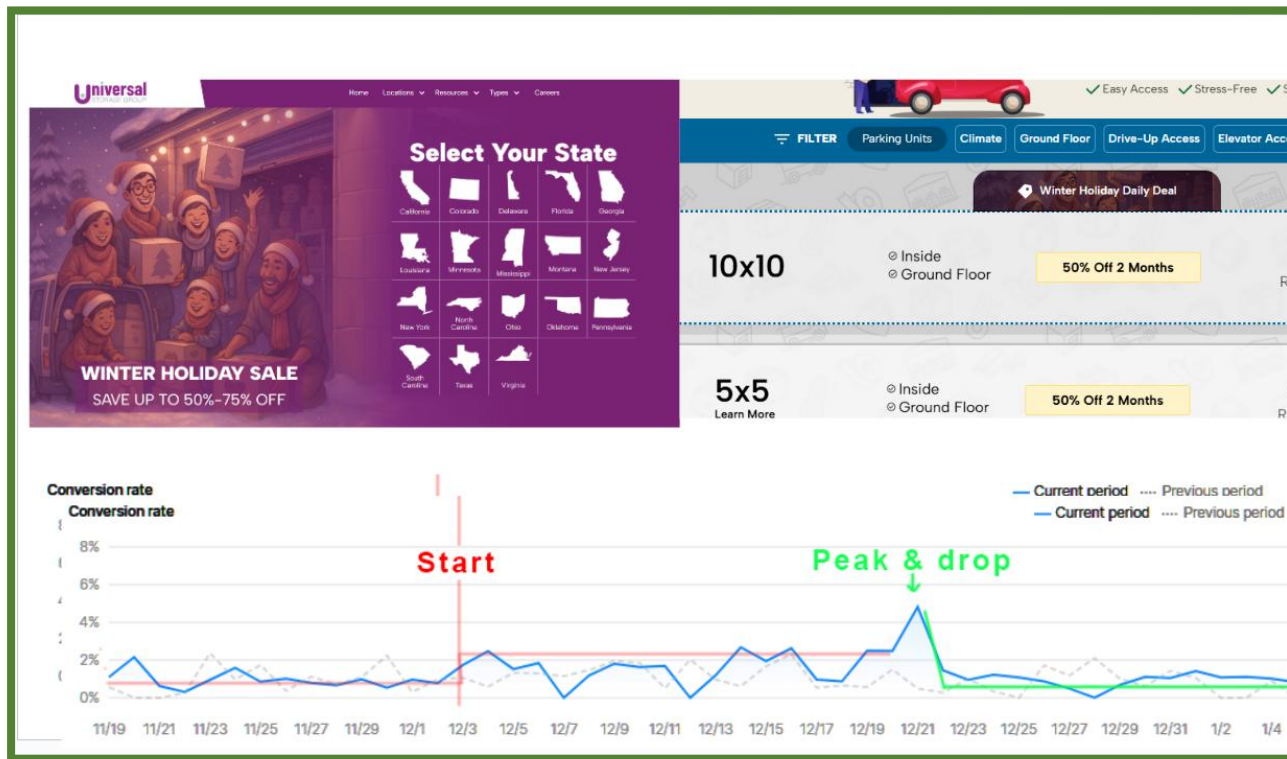 Universal
STORAGE GROUP
Home Locations Resources Types Careers
Select Your State
California Colorado Delaware Florida Georgia
Louisiana Minnesota Mississippi Montana New Jersey
New York North Carolina Ohio Oklahoma Pennsylvania
South Carolina Texas Virginia
WINTER HOLIDAY SALE
SAVE UP TO 50%-75% OFF
Easy Access Stress-Free
FILTER Parking Units Climate Ground Floor Drive-Up Access Elevator Acc
Winter Holiday Daily Deal
10x10
Inside
Ground Floor
50% Off 2 Months
5x5
Learn More
Inside
Ground Floor
50% Off 2 Months
Conversion rate
Current period Previous period
Conversion rate
Current period Previous period
Start
Peak & drop
8%
6%
4%
2%
0%
11/19 11/21 11/23 11/25 11/27 11/29 12/1 12/3 12/5 12/7 12/9 12/11 12/13 12/15 12/17 12/19 12/21 12/23 12/25 12/27 12/29 12/31 1/2 1/4